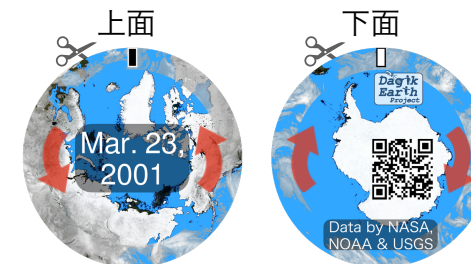 上面
下面
Mar. 23,
2001
Dagik
Earth
Project
Data by NASA,
NOAA & USGS